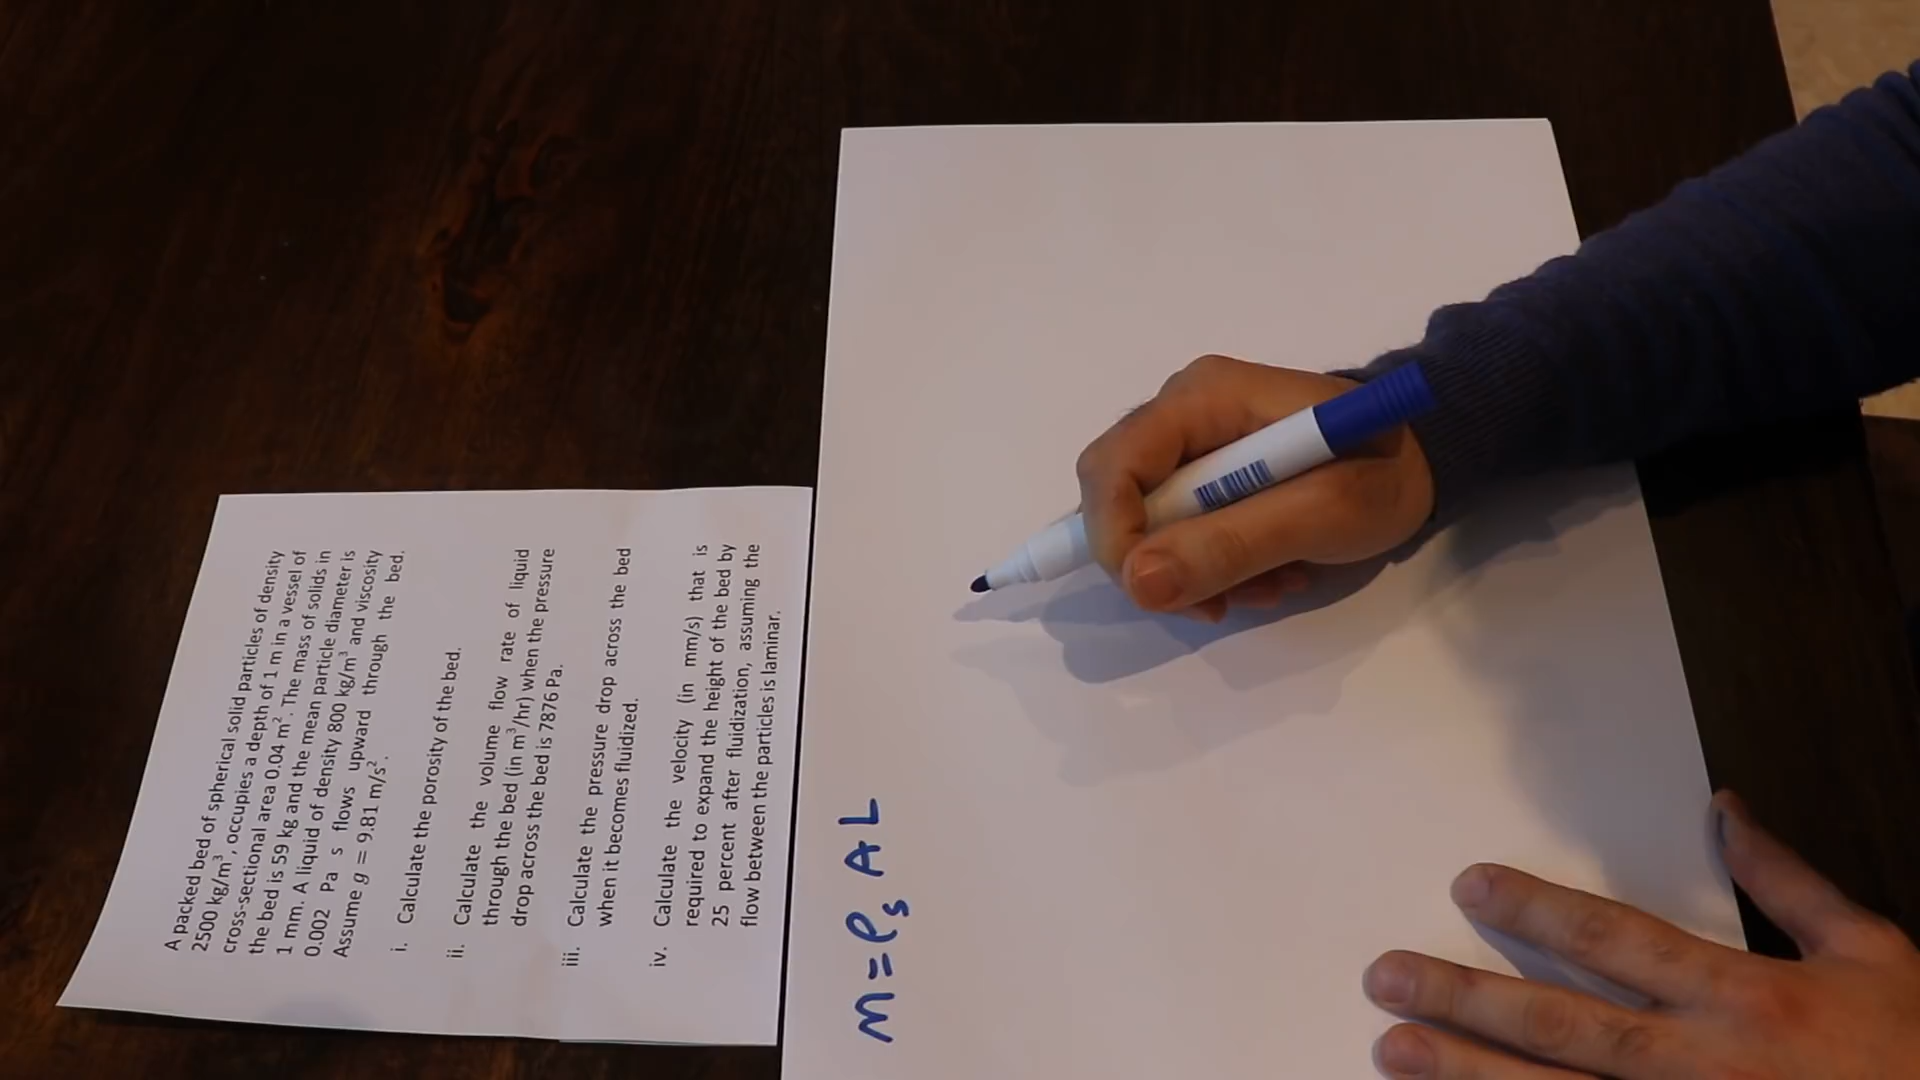 A packed bed of spherical solid particles of density
2500 kg/m³, occupies a depth of 1 m in a vessel of
cross-sectional area 0.04 m². The mass of solids in
the bed is 59 kg and the mean particle diameter is
1 mm. A liquid of density 800 kg/m³ and viscosity
0.002 Pa s flows upward through the bed.
Assume g = 9.81 m/s².
i. Calculate the porosity of the bed.
ii. Calculate the volume flow rate of liquid
through the bed (in m³/hr) when the pressure
drop across the bed is 7876 Pa.
iii. Calculate the pressure drop across the bed
when it becomes fluidized.
iv. Calculate the velocity (in mm/s) that is
required to expand the height of the bed by
25 percent after fluidization, assuming the
flow between the particles is laminar.
m = ρₛ A L